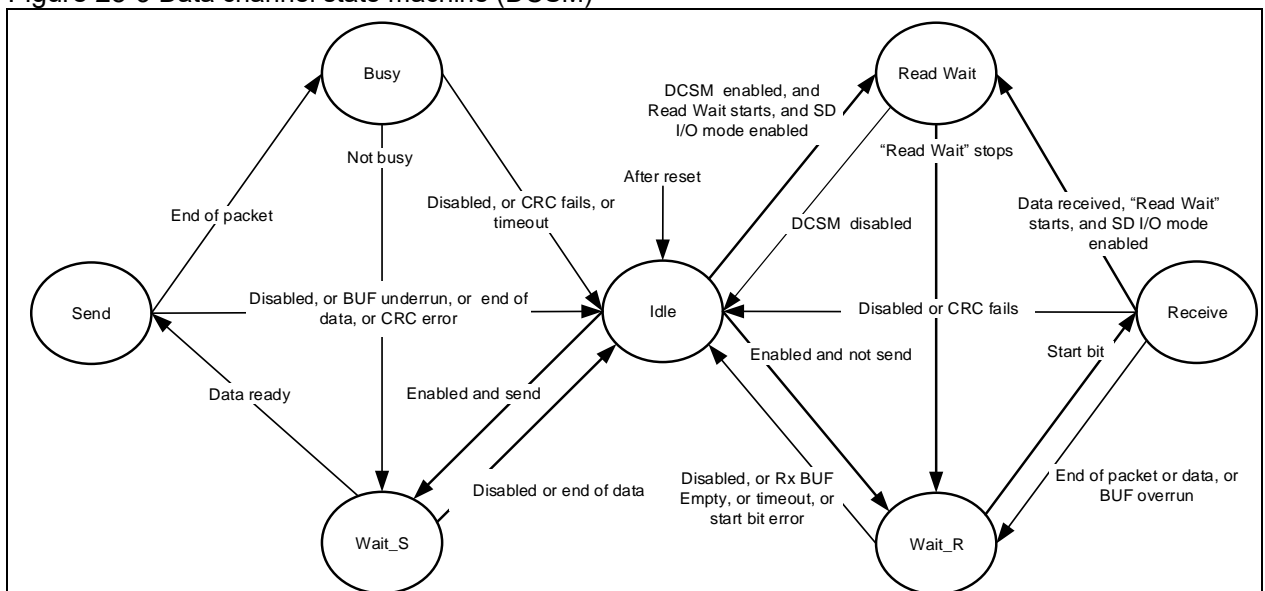 Figure 25-6 Data channel state machine (DCSM)
Busy
Read Wait
DCSM enabled, and
Read Wait starts, and SD
I/O mode enabled
Not busy
"Read Wait" stops
After reset
End of packet
Disabled, or CRC fails, or
timeout
DCSM disabled
Data received, "Read Wait"
starts, and SD I/O mode
enabled
Send
Disabled, or BUF underrun, or end of
data, or CRC error
Idle
Disabled or CRC fails
Receive
Enabled and not send
Start bit
Data ready
Enabled and send
Disabled or end of data
Disabled, or Rx BUF
Empty, or timeout, or
start bit error
End of packet or data, or
BUF overrun
Wait_S
Wait_R